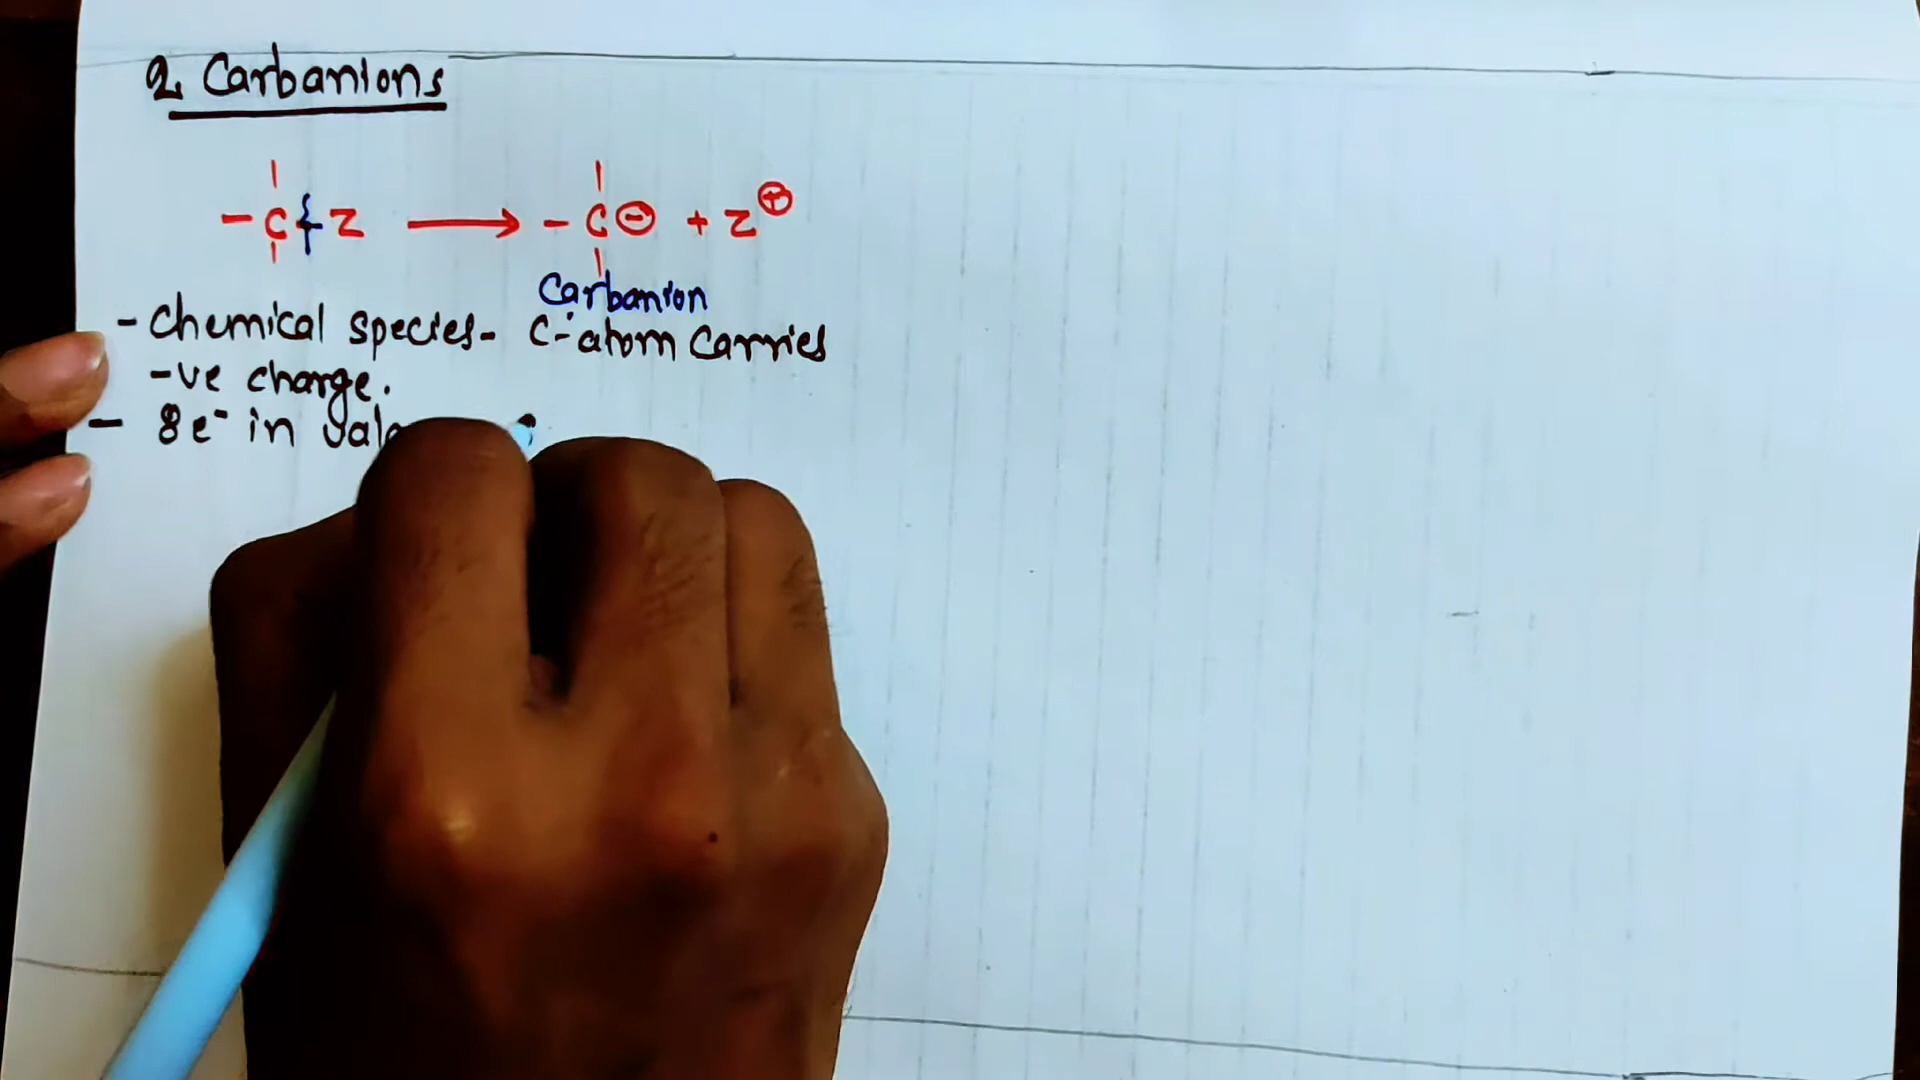 2. Carbanions
- C - Z → - C ⊖ + Z ⊕
Carbanion
- Chemical species - C-atom carries
-ve charge.
- 8e⁻ in